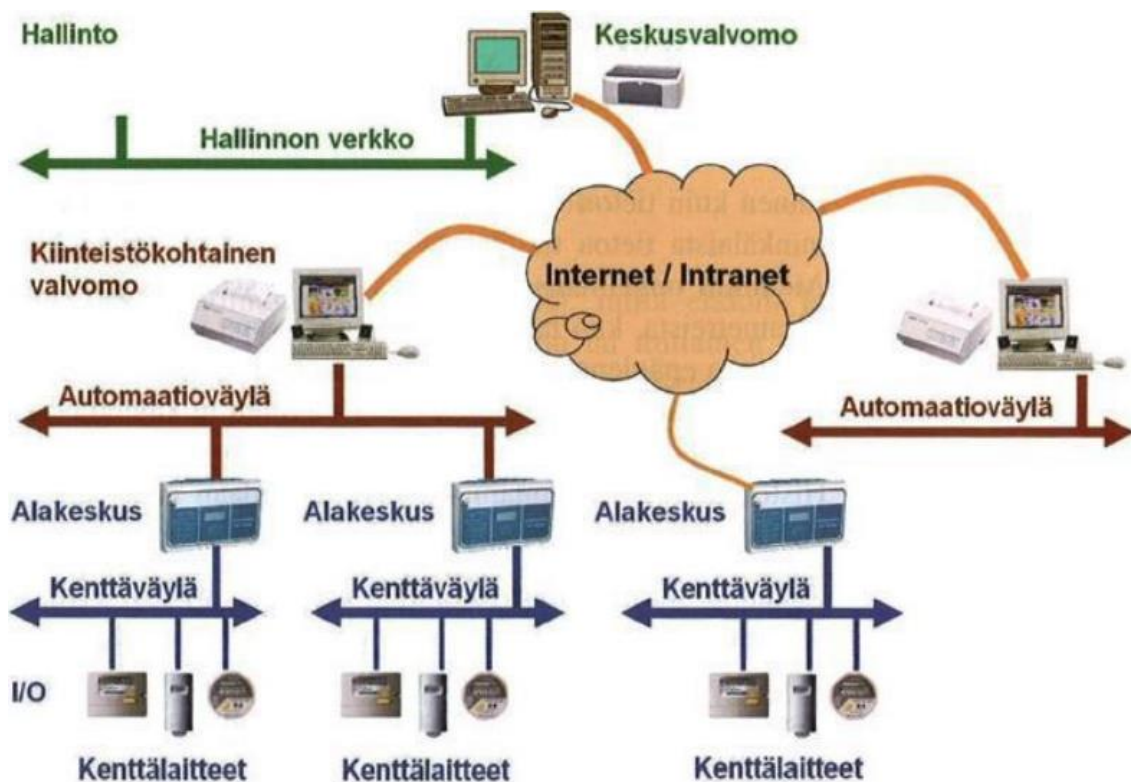 Hallinto
Keskusvalvomo
Hallinnon verkko
Kiinteistökohtainen
valvomo
Internet / Intranet
Automaatioväylä
Automaatioväylä
Alakeskus
Alakeskus
Alakeskus
Kenttäväylä
Kenttäväylä
Kenttäväylä
I/O
Kenttälaitteet
Kenttälaitteet
Kenttälaitteet